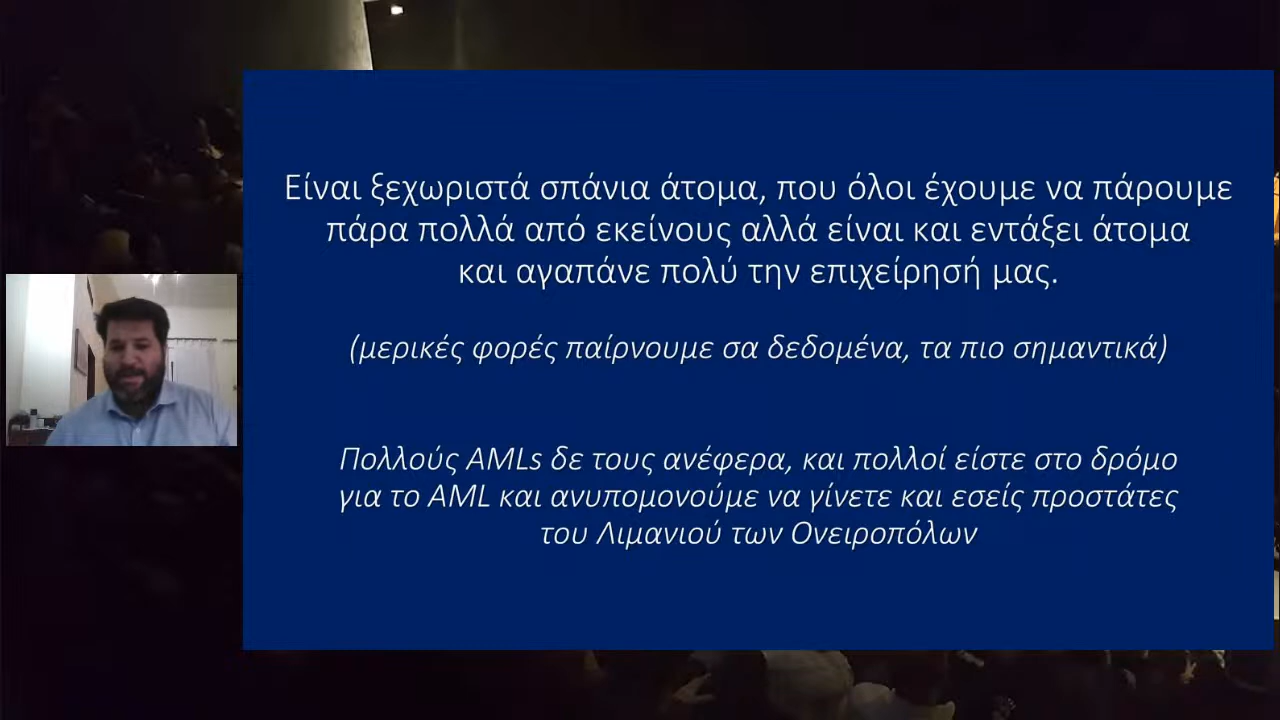 Είναι ξεχωριστά σπάνια άτομα, που όλοι έχουμε να πάρουμε
πάρα πολλά από εκείνους αλλά είναι και εντάξει άτομα
και αγαπάνε πολύ την επιχείρησή μας.
(μερικές φορές παίρνουμε σα δεδομένα, τα πιο σημαντικά)
Πολλούς AMLs δε τους ανέφερα, και πολλοί είστε στο δρόμο
για το AML και ανυπομονούμε να γίνετε και εσείς προστάτες
του Λιμανιού των Ονειροπόλων